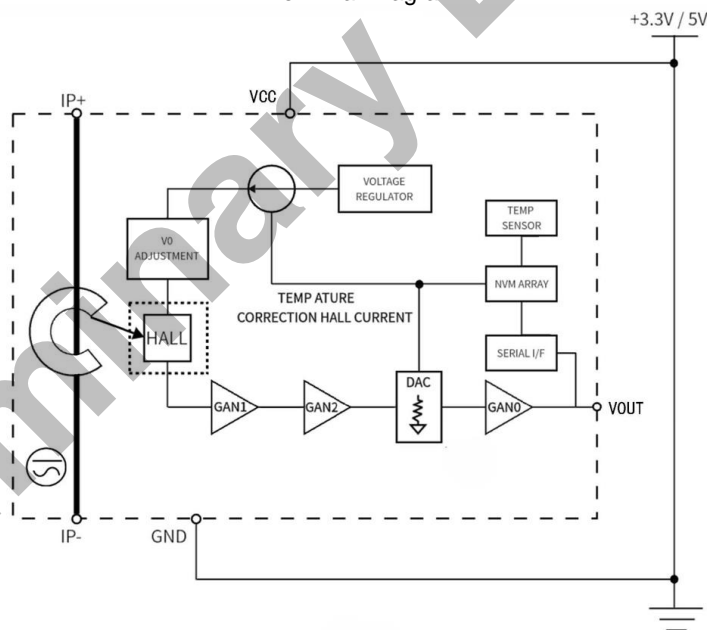 +3.3V / 5V
IP+
VCC
VOLTAGE
REGULATOR
TEMP
SENSOR
V0
ADJUSTMENT
NVM ARRAY
TEMP ATURE
CORRECTION HALL CURRENT
HALL
SERIAL I/F
DAC
GAN1
GAN2
GAN0
VOUT
IP-
GND